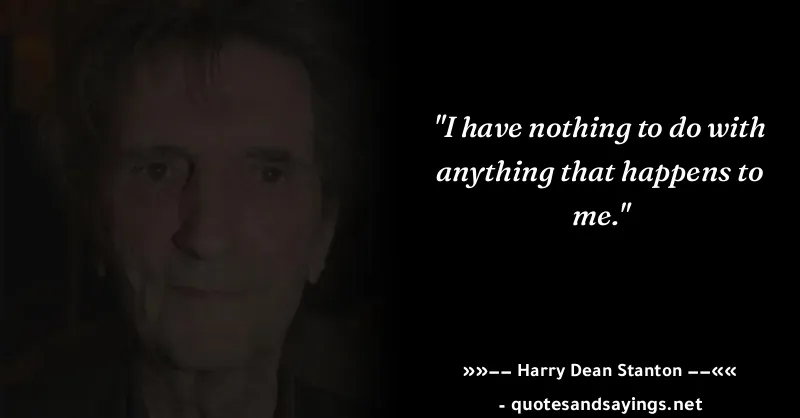 "I have nothing to do with
anything that happens to
me."
»»–– Harry Dean Stanton ––««
- quotesandsayings.net